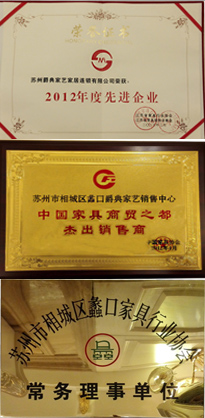 荣誉证书
苏州爵典家艺家居连锁有限公司荣获:
2012年度先进企业
苏州市相城区蠡口爵典家艺销售中心
中国家具商贸之都
杰出销售商
苏州市相城区蠡口家具行业协会
常务理事单位